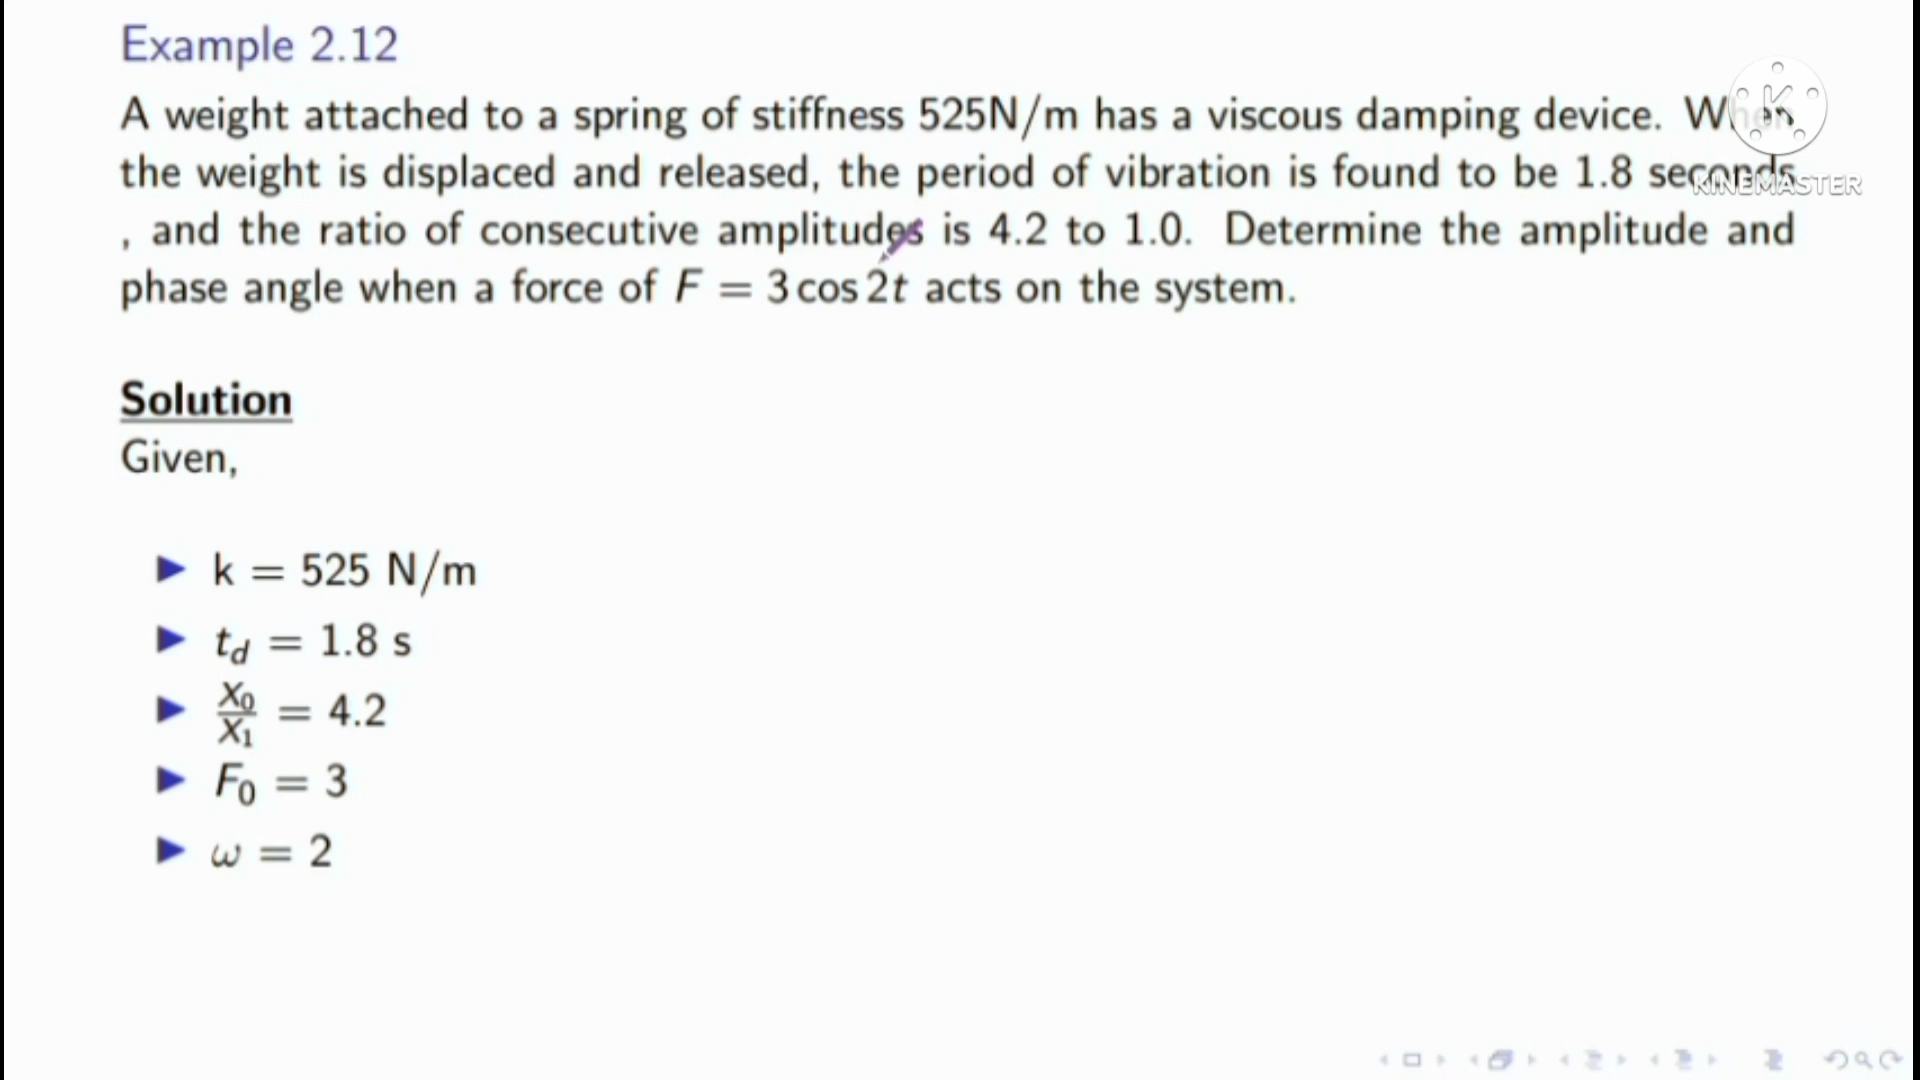 Example 2.12
A weight attached to a spring of stiffness 525N/m has a viscous damping device. When
the weight is displaced and released, the period of vibration is found to be 1.8 seconds
, and the ratio of consecutive amplitudes is 4.2 to 1.0. Determine the amplitude and
phase angle when a force of F = 3 cos 2t acts on the system.
K
KINEMASTER
Solution
Given,
▶ k = 525 N/m
▶ t_d = 1.8 s
▶ X₀/X₁ = 4.2
▶ F₀ = 3
▶ ω = 2